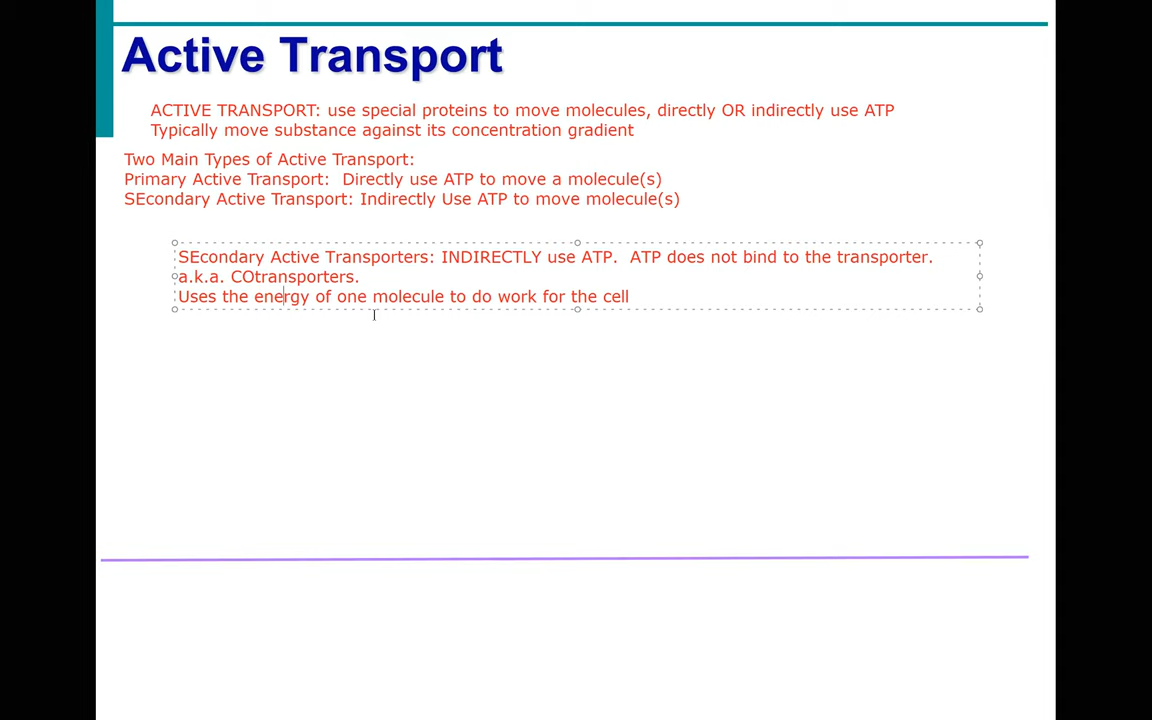 Active Transport
ACTIVE TRANSPORT: use special proteins to move molecules, directly OR indirectly use ATP
Typically move substance against its concentration gradient
Two Main Types of Active Transport:
Primary Active Transport:  Directly use ATP to move a molecule(s)
SEcondary Active Transport: Indirectly Use ATP to move molecule(s)
SEcondary Active Transporters: INDIRECTLY use ATP.  ATP does not bind to the transporter.
a.k.a. COtransporters.
Uses the energy of one molecule to do work for the cell